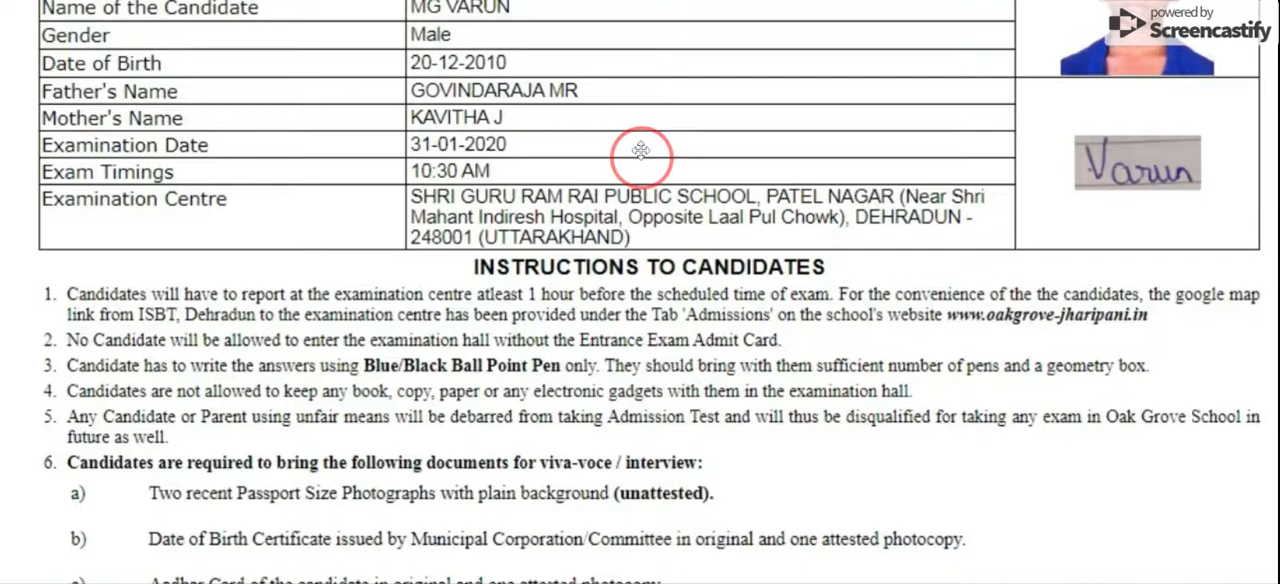 powered by
Screencastify
Name of the Candidate MG VARUN
Gender Male
Date of Birth 20-12-2010
Father's Name GOVINDARAJA MR
Mother's Name KAVITHA J
Examination Date 31-01-2020
Exam Timings 10:30 AM
Varun
Examination Centre SHRI GURU RAM RAI PUBLIC SCHOOL, PATEL NAGAR (Near Shri
Mahant Indiresh Hospital, Opposite Laal Pul Chowk), DEHRADUN -
248001 (UTTARAKHAND)
INSTRUCTIONS TO CANDIDATES
1. Candidates will have to report at the examination centre atleast 1 hour before the scheduled time of exam. For the convenience of the the candidates, the google map
link from ISBT, Dehradun to the examination centre has been provided under the Tab 'Admissions' on the school's website www.oakgrove-jharipani.in
2. No Candidate will be allowed to enter the examination hall without the Entrance Exam Admit Card.
3. Candidate has to write the answers using Blue/Black Ball Point Pen only. They should bring with them sufficient number of pens and a geometry box.
4. Candidates are not allowed to keep any book, copy, paper or any electronic gadgets with them in the examination hall.
5. Any Candidate or Parent using unfair means will be debarred from taking Admission Test and will thus be disqualified for taking any exam in Oak Grove School in
future as well.
6. Candidates are required to bring the following documents for viva-voce / interview:
a) Two recent Passport Size Photographs with plain background (unattested).
b) Date of Birth Certificate issued by Municipal Corporation/Committee in original and one attested photocopy.
c) Aadhar Card of the candidate in original and one attested photocopy